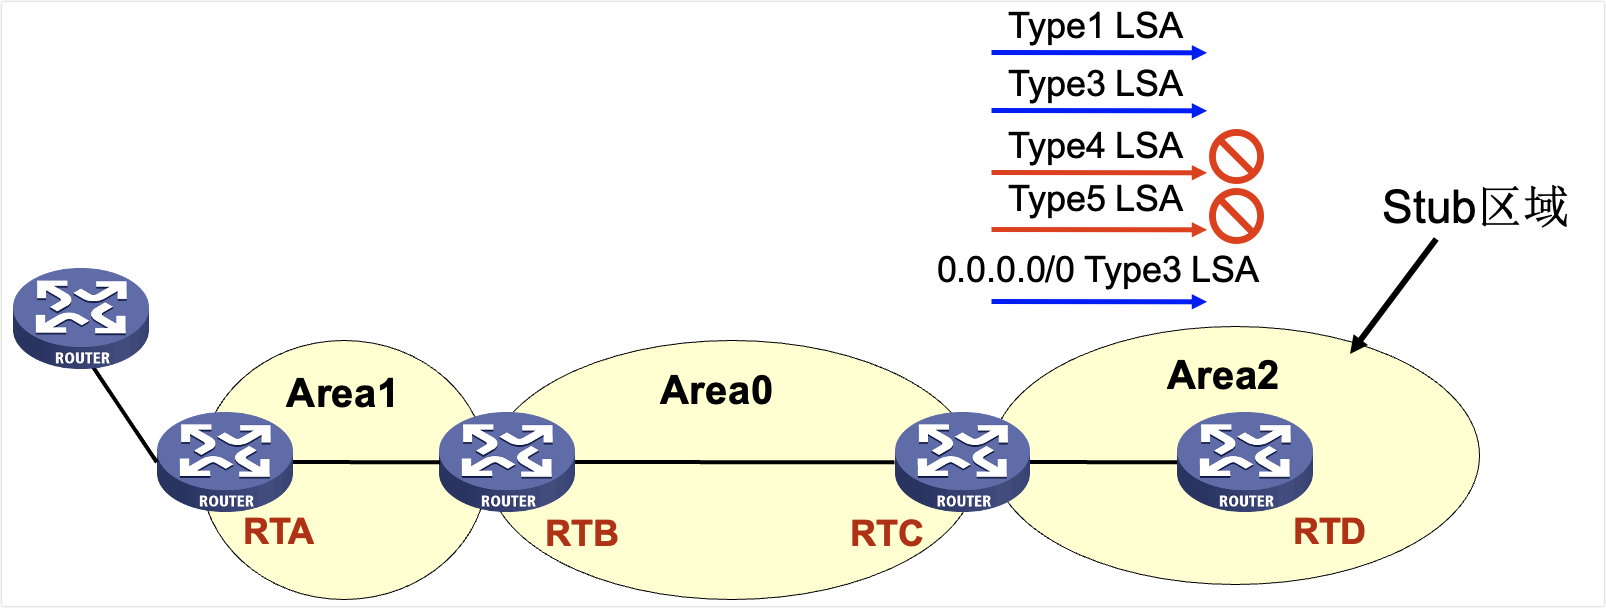 Type1 LSA
Type3 LSA
Type4 LSA
Type5 LSA
Stub区域
0.0.0.0/0 Type3 LSA
ROUTER
Area1
Area0
Area2
ROUTER
ROUTER
ROUTER
ROUTER
RTA
RTB
RTC
RTD